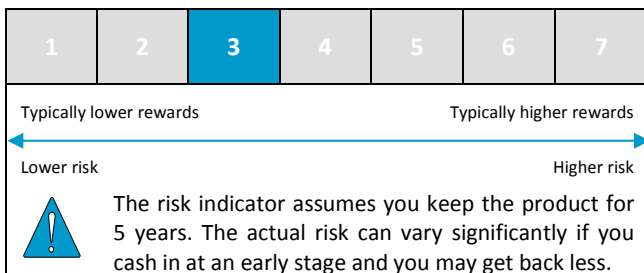 1 2 3 4 5 6 7
Typically lower rewards Typically higher rewards
Lower risk Higher risk
The risk indicator assumes you keep the product for
5 years. The actual risk can vary significantly if you
cash in at an early stage and you may get back less.